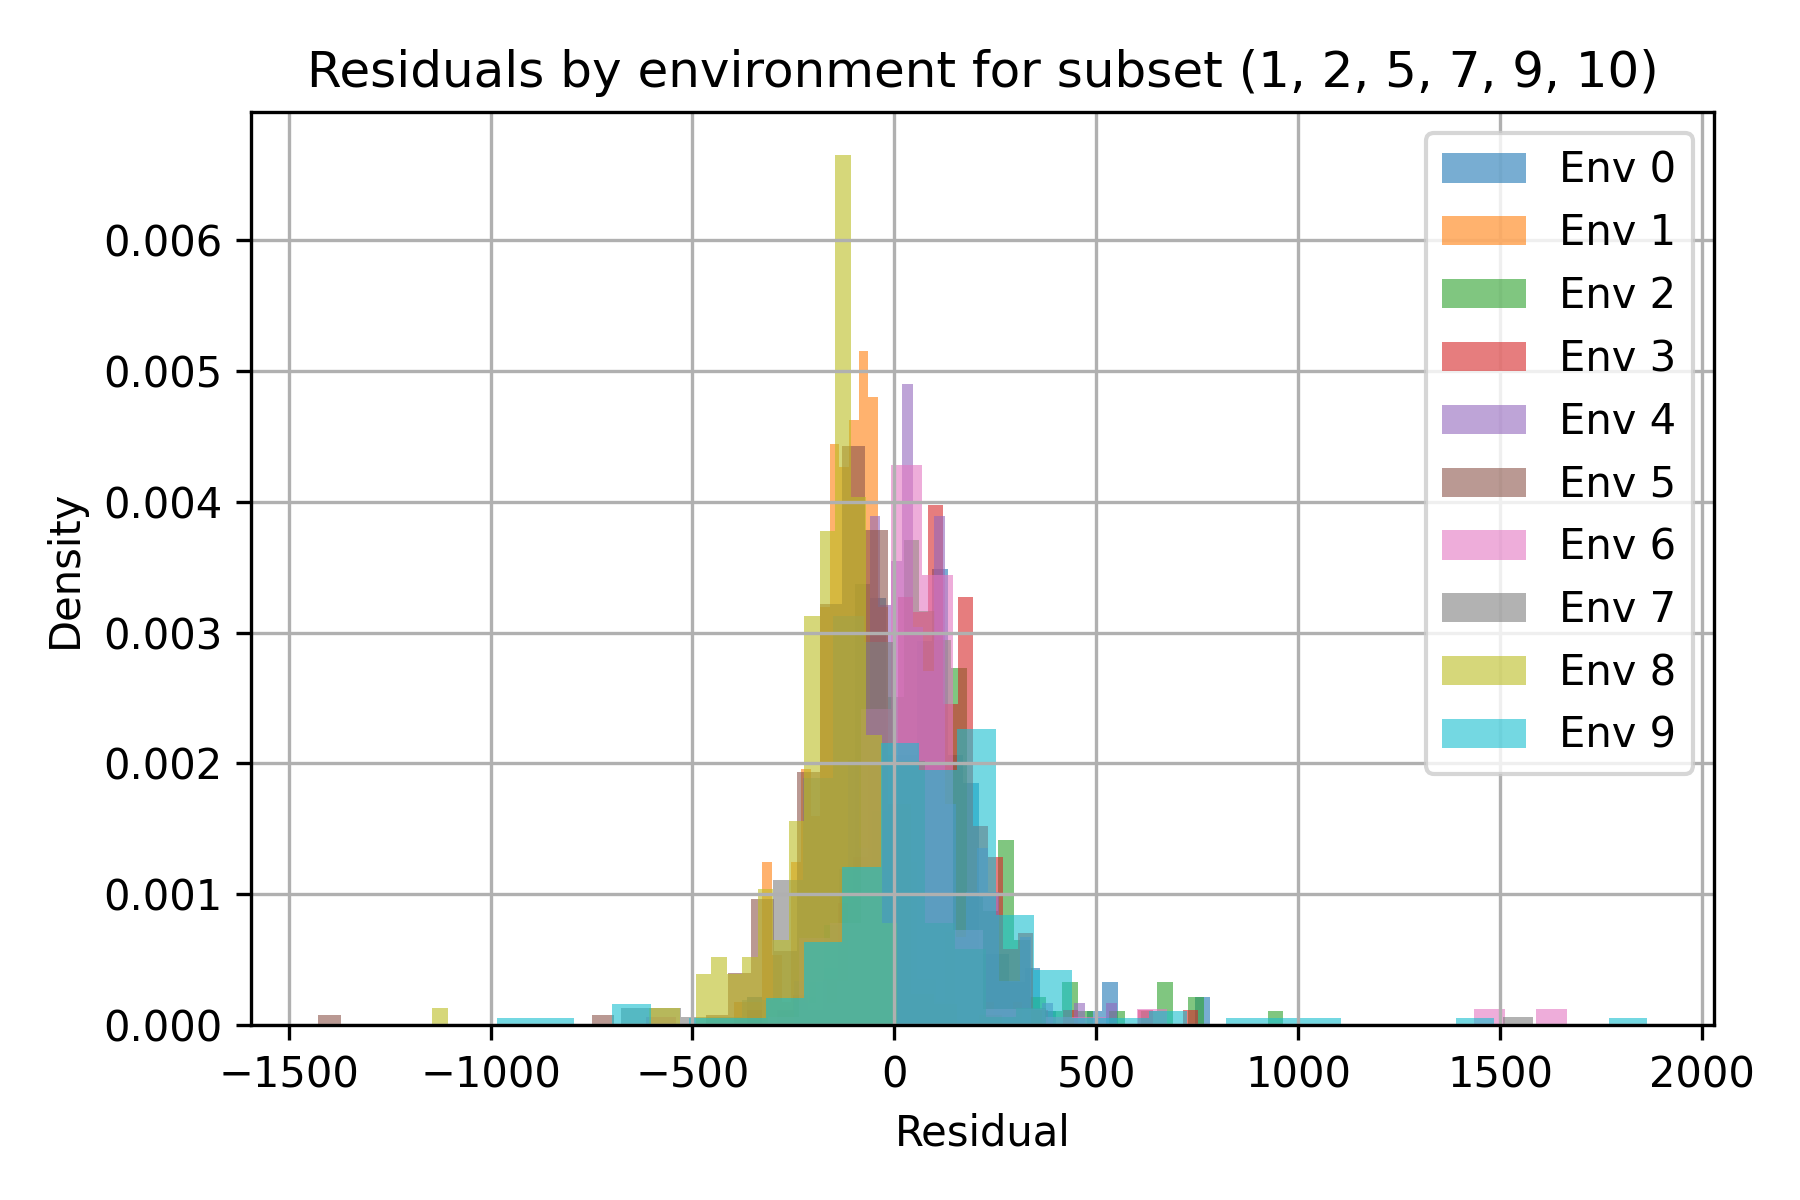 Residuals by environment for subset (1, 2, 5, 7, 9, 10)
Env 0
Env 1
Env 2
Env 3
Env 4
Env 5
Env 6
Env 7
Env 8
Env 9
0.006
0.005
0.004
0.003
0.002
0.001
0.000
Density
−1500 −1000 −500 0 500 1000 1500 2000
Residual